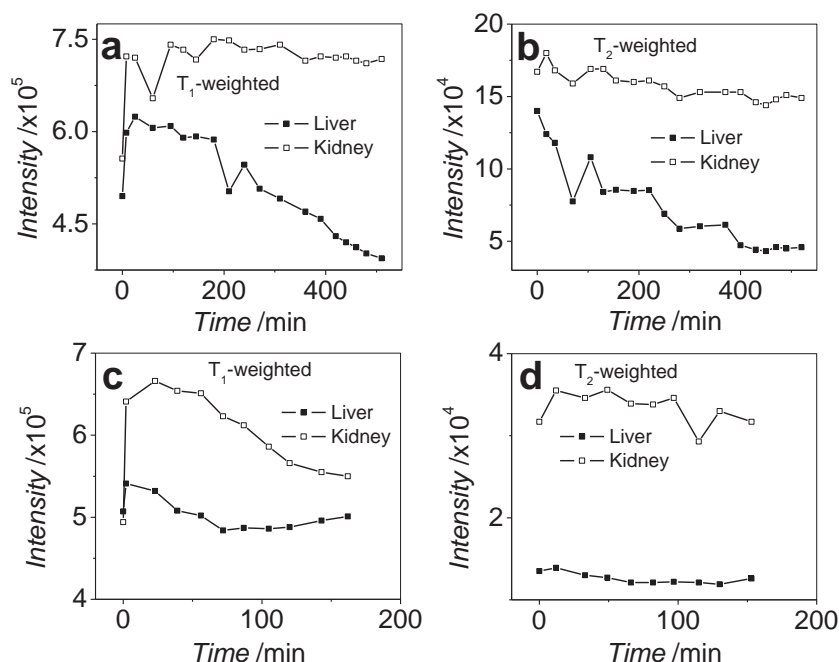 a
T1-weighted
Liver
Kidney
7.5
6.0
4.5
Intensity /x10^5
0 200 400
Time /min
b
T2-weighted
Liver
Kidney
20
15
10
5
Intensity /x10^4
0 200 400
Time /min
c
T1-weighted
Liver
Kidney
7
6
5
4
Intensity /x10^5
0 100 200
Time /min
d
T2-weighted
Liver
Kidney
4
2
Intensity /x10^4
0 100 200
Time /min